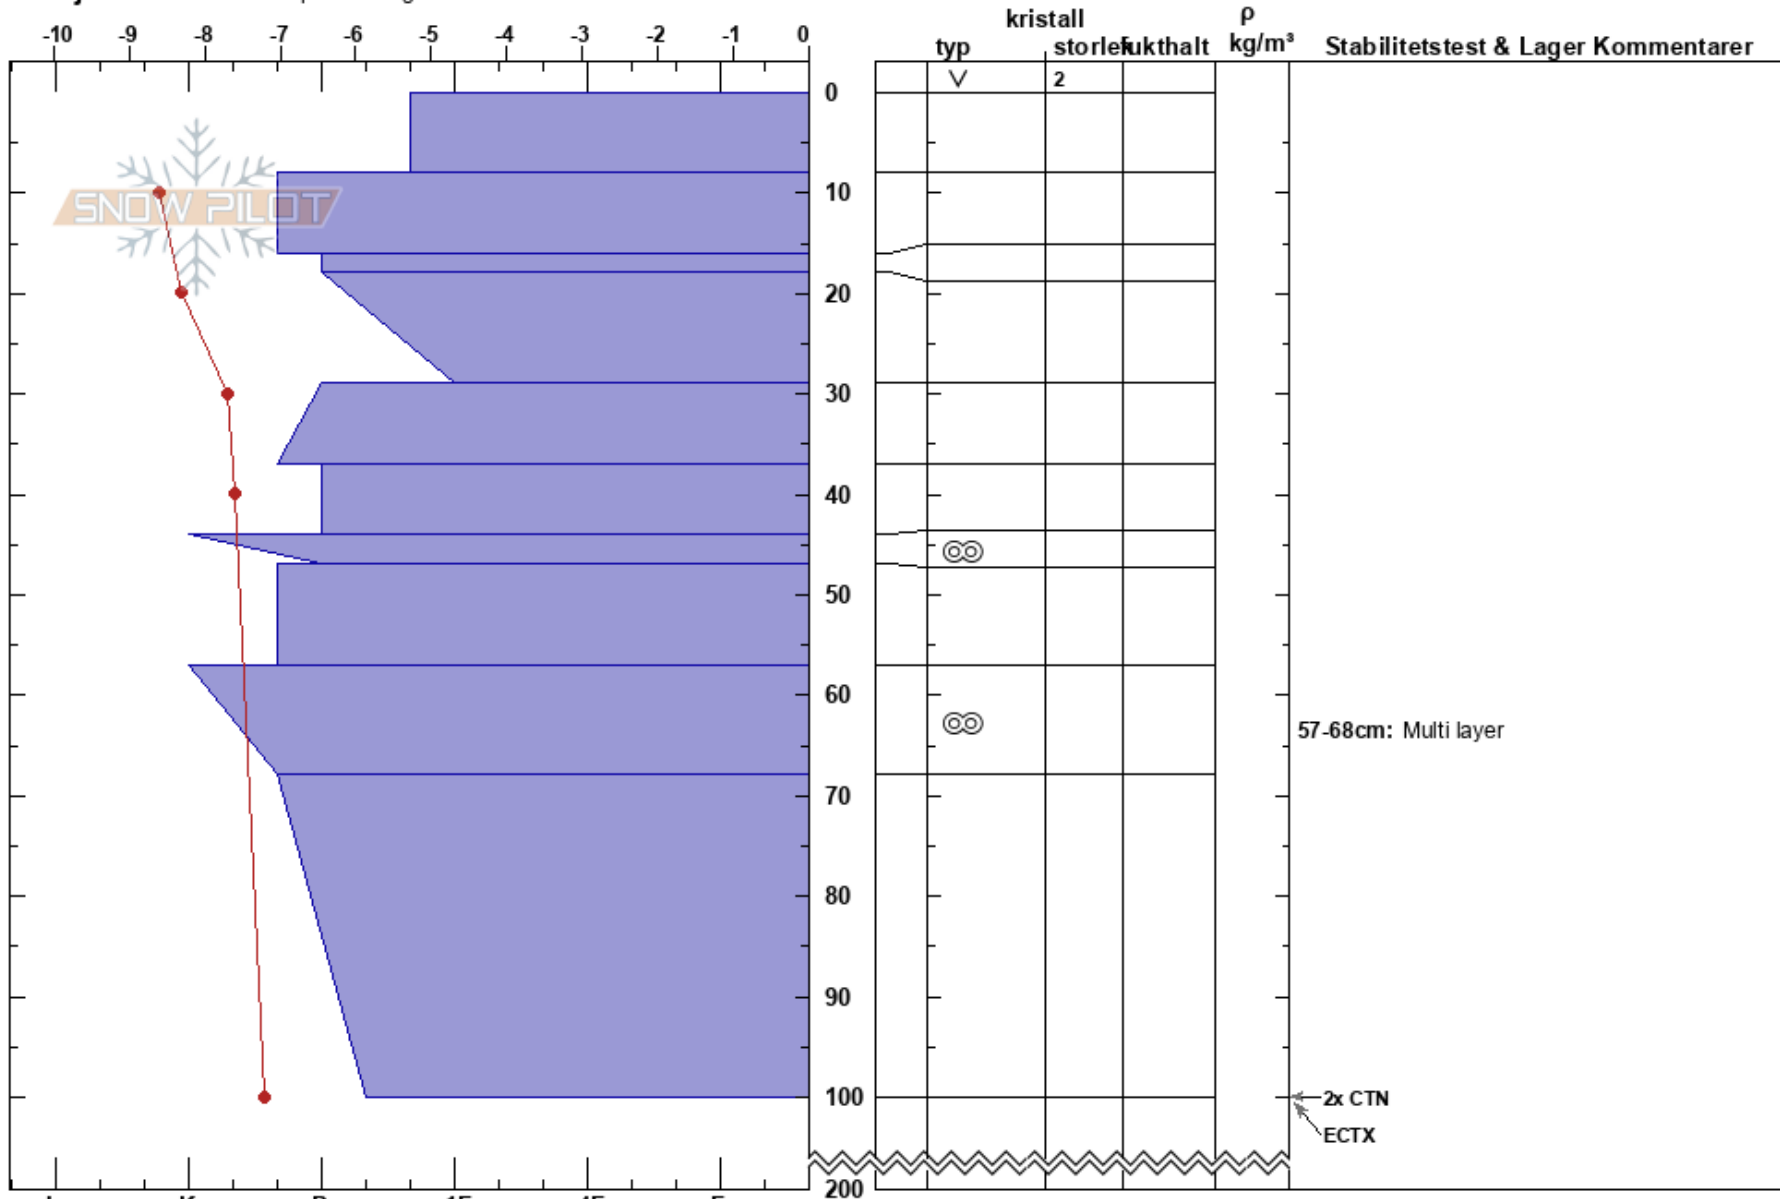 kristall
ρ
typ storlek fukthalt kg/m³ Stabilitetstest & Lager Kommentarer
-10 -9 -8 -7 -6 -5 -4 -3 -2 -1 0
2
0
SNOW PILOT
10
20
30
40
50
60
57-68cm: Multi layer
70
80
90
100
2x CTN
ECTX
200